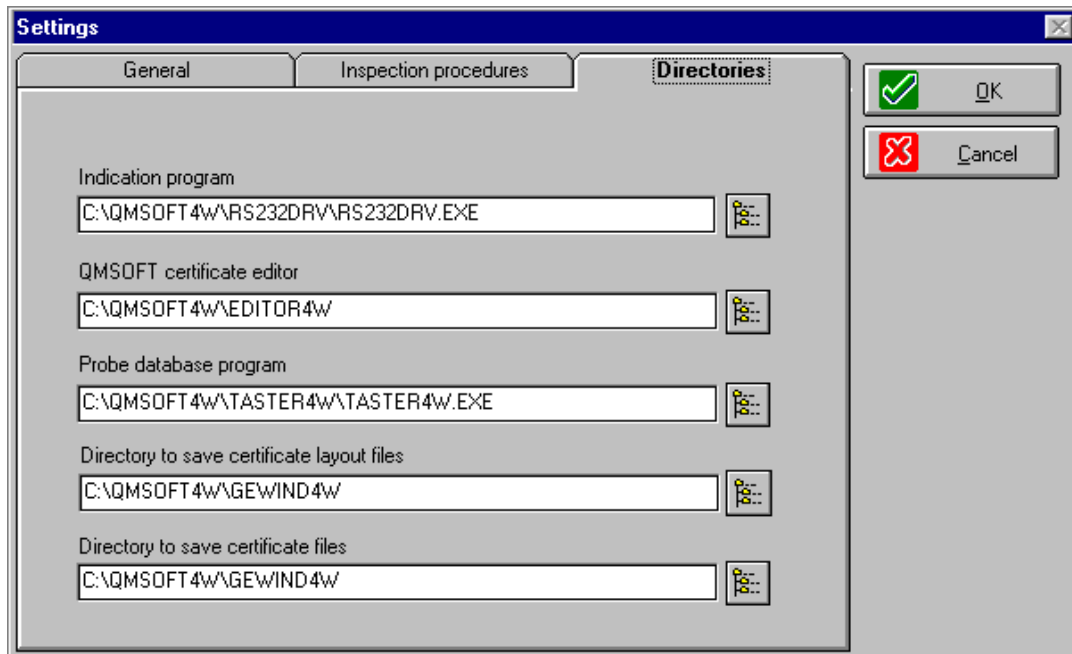 Settings
General
Inspection procedures
Directories
OK
Cancel
Indication program
C:\QMSOFT4W\RS232DRV\RS232DRV.EXE
QMSOFT certificate editor
C:\QMSOFT4W\EDITOR4W
Probe database program
C:\QMSOFT4W\TASTER4W\TASTER4W.EXE
Directory to save certificate layout files
C:\QMSOFT4W\GEWIND4W
Directory to save certificate files
C:\QMSOFT4W\GEWIND4W